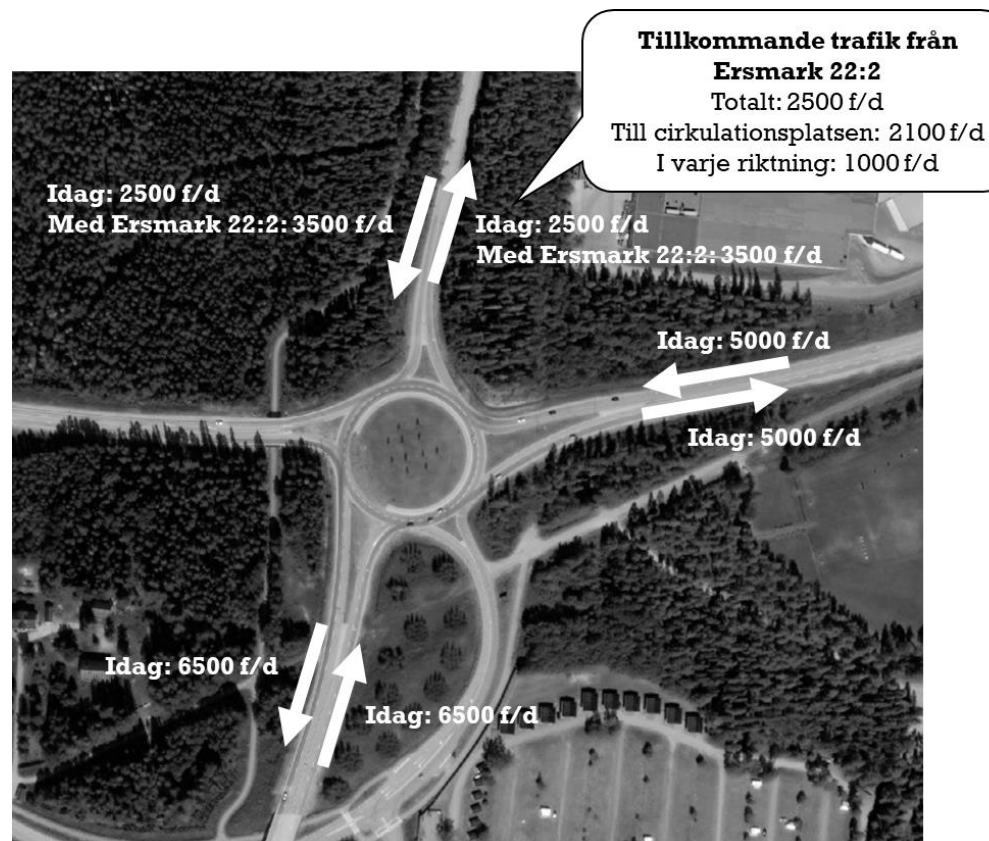 Tillkommande trafik från
Ersmark 22:2
Totalt: 2500 f/d
Till cirkulationsplatsen: 2100 f/d
I varje riktning: 1000 f/d
Idag: 2500 f/d
Med Ersmark 22:2: 3500 f/d
Idag: 2500 f/d
Med Ersmark 22:2: 3500 f/d
Idag: 5000 f/d
Idag: 5000 f/d
Idag: 6500 f/d
Idag: 6500 f/d